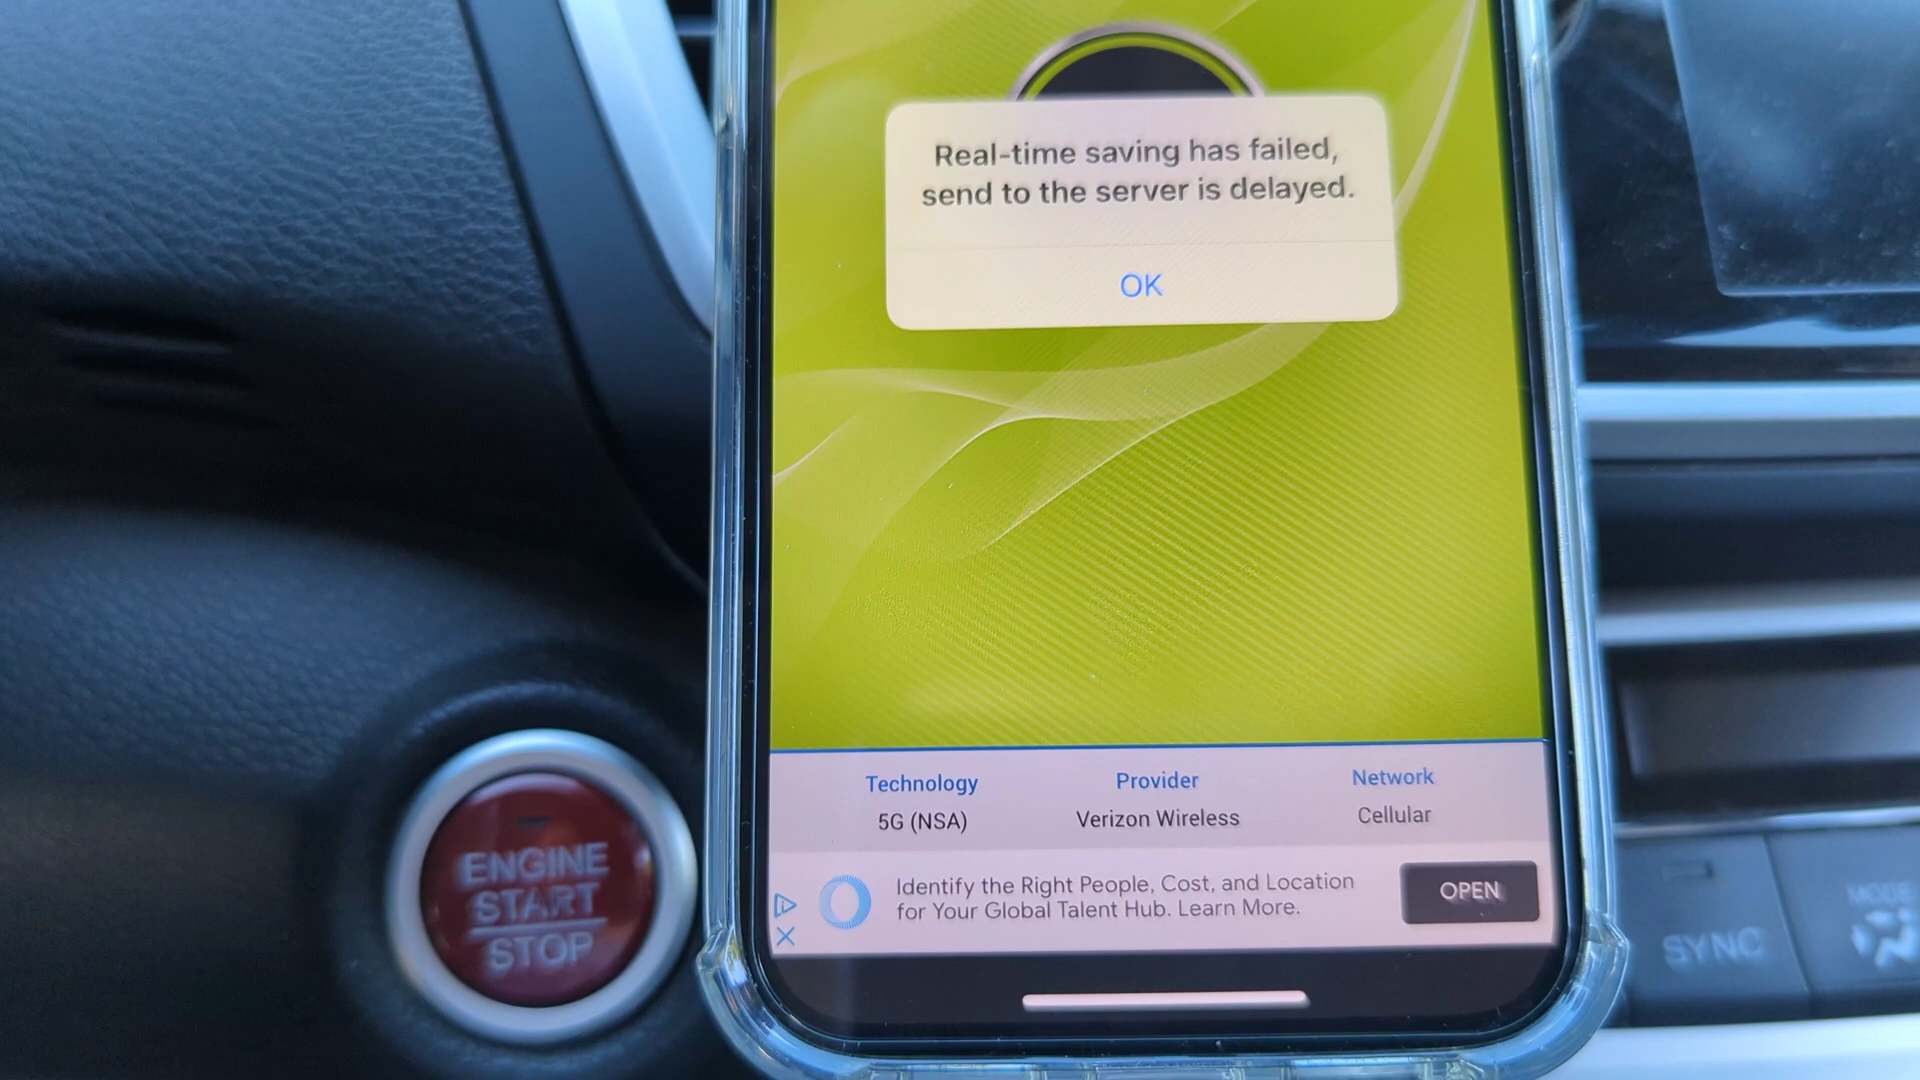 Real-time saving has failed,
send to the server is delayed.
OK
Technology
Provider
Network
5G (NSA)
Verizon Wireless
Cellular
Identify the Right People, Cost, and Location
for Your Global Talent Hub. Learn More.
OPEN
ENGINE
START
STOP
SYNC
MODE